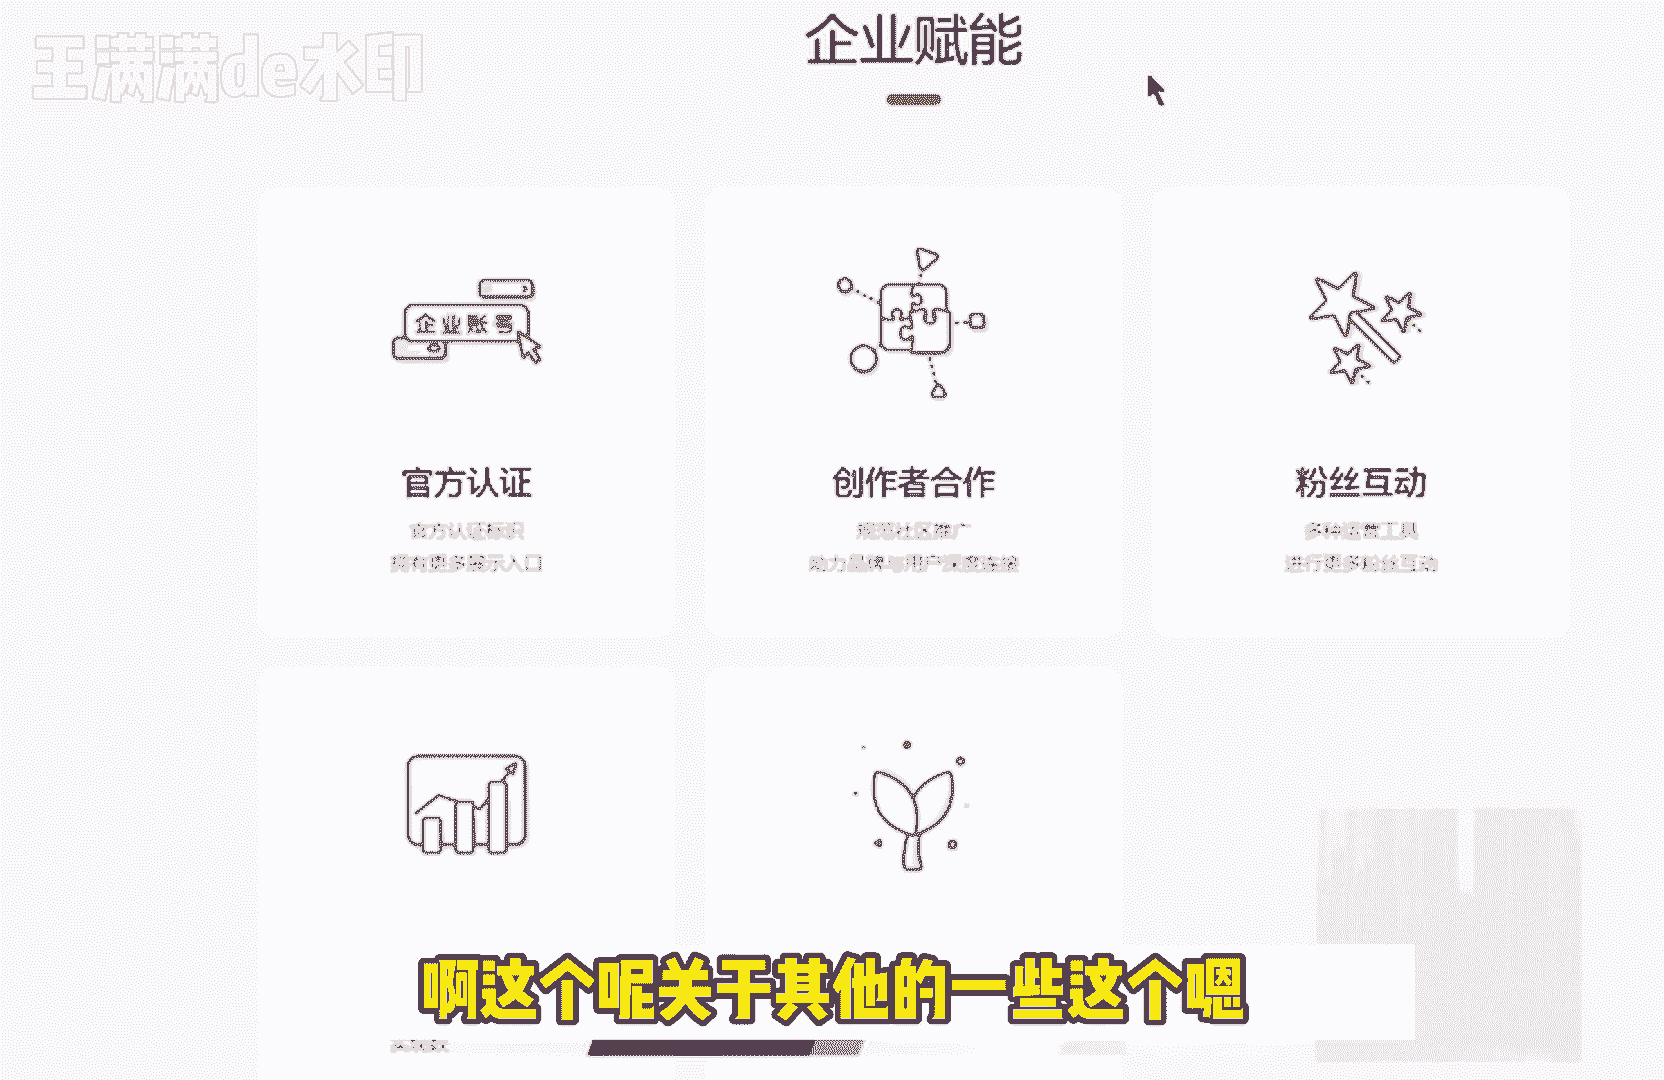 王满满de水印
企业赋能
企业账号
官方认证
创作者合作
粉丝互动
官方认证标识
规范社区推广
多种运营工具
拥有更多展示入口
助力品牌与用户深度连接
进行更多粉丝互动
啊这个呢关于其他的一些这个嗯